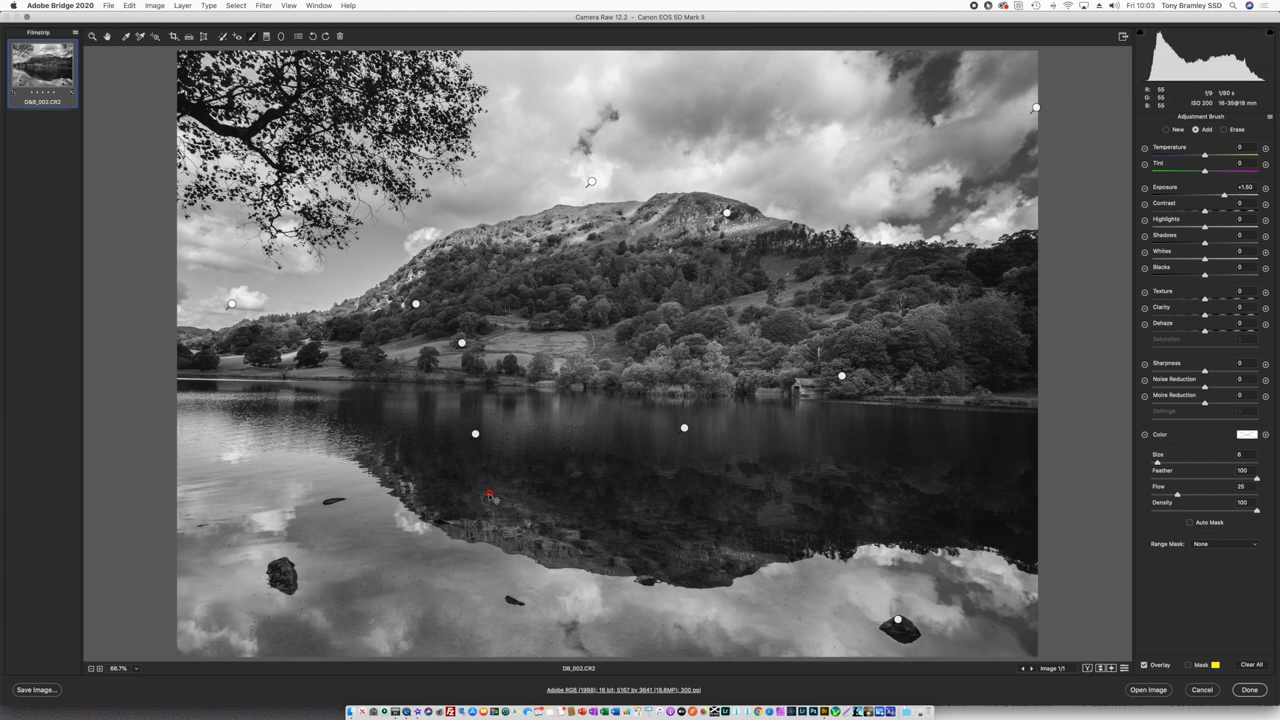 Adobe Bridge 2020 File Edit Image Layer Type Select Filter View Window Help Fri 10:03 Tony Bramley SSD
Camera Raw 12.2 - Canon EOS 5D Mark II
Filmstrip
D&B_002.CR2
R: 55
G: 55
B: 55
f/9 1/80 s
ISO 200 16-35@18 mm
Adjustment Brush
New Add Erase
Temperature 0
Tint 0
Exposure +1.50
Contrast 0
Highlights 0
Shadows 0
Whites 0
Blacks 0
Texture 0
Clarity 0
Dehaze 0
Saturation
Sharpness 0
Noise Reduction 0
Moire Reduction 0
Defringe
Color
Size 6
Feather 100
Flow 25
Density 100
Auto Mask
Range Mask: None
66.7% DB_002.CR2 Image 1/1 Y Overlay Mask Clear All
Save Image... Adobe RGB (1998); 16 bit; 5167 by 3641 (18.8MP); 300 ppi Open Image Cancel Done